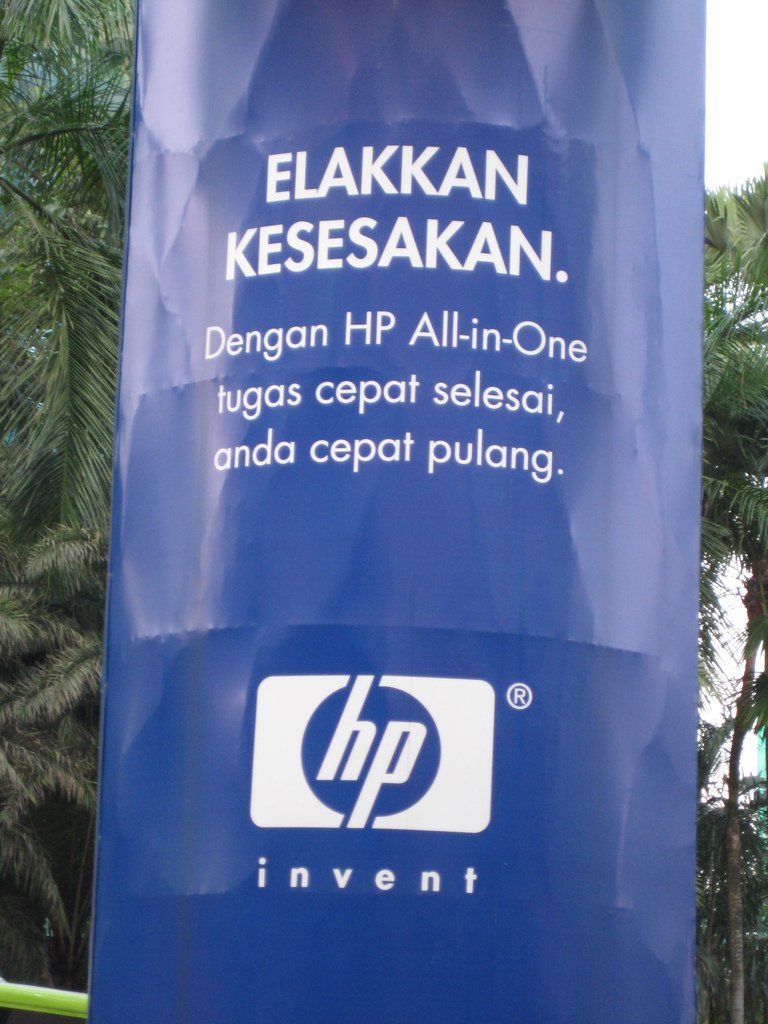 ELAKKAN
KESESAKAN.
Dengan HP All-in-One
tugas cepat selesai,
anda cepat pulang.
hp ®
invent